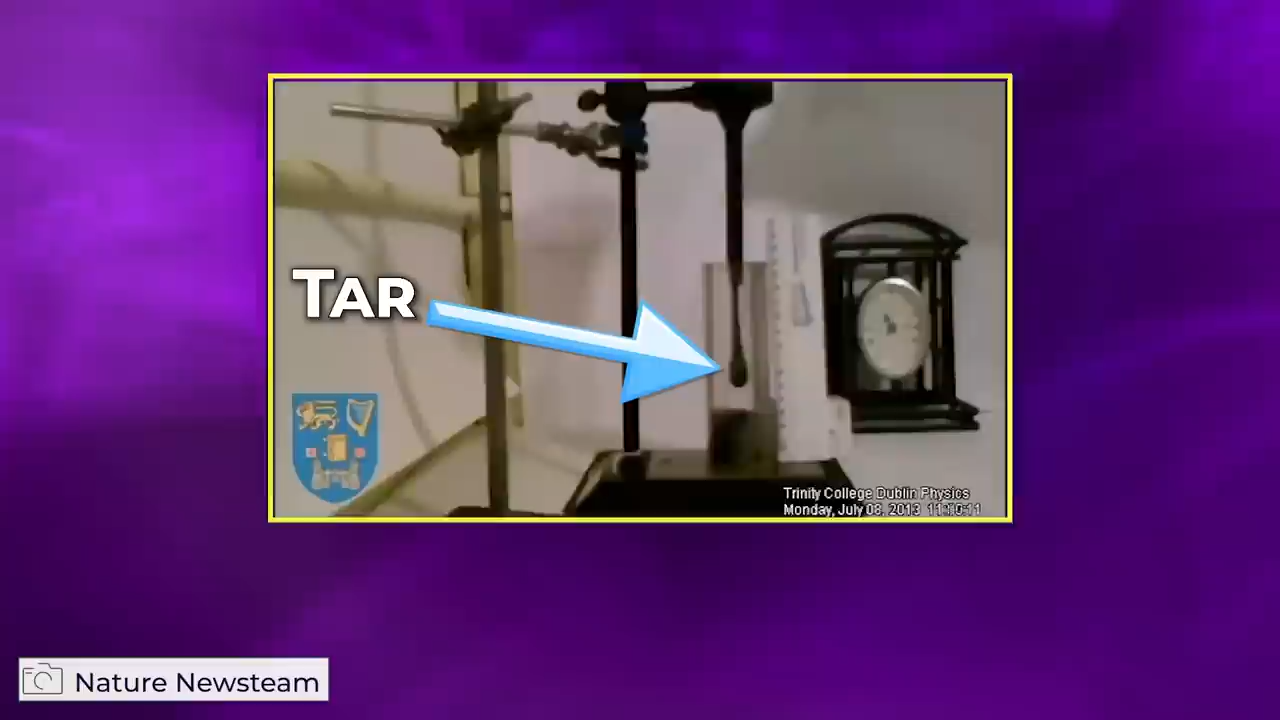 TAR
Trinity College Dublin Physics
Monday, July 08, 2013
Nature Newsteam